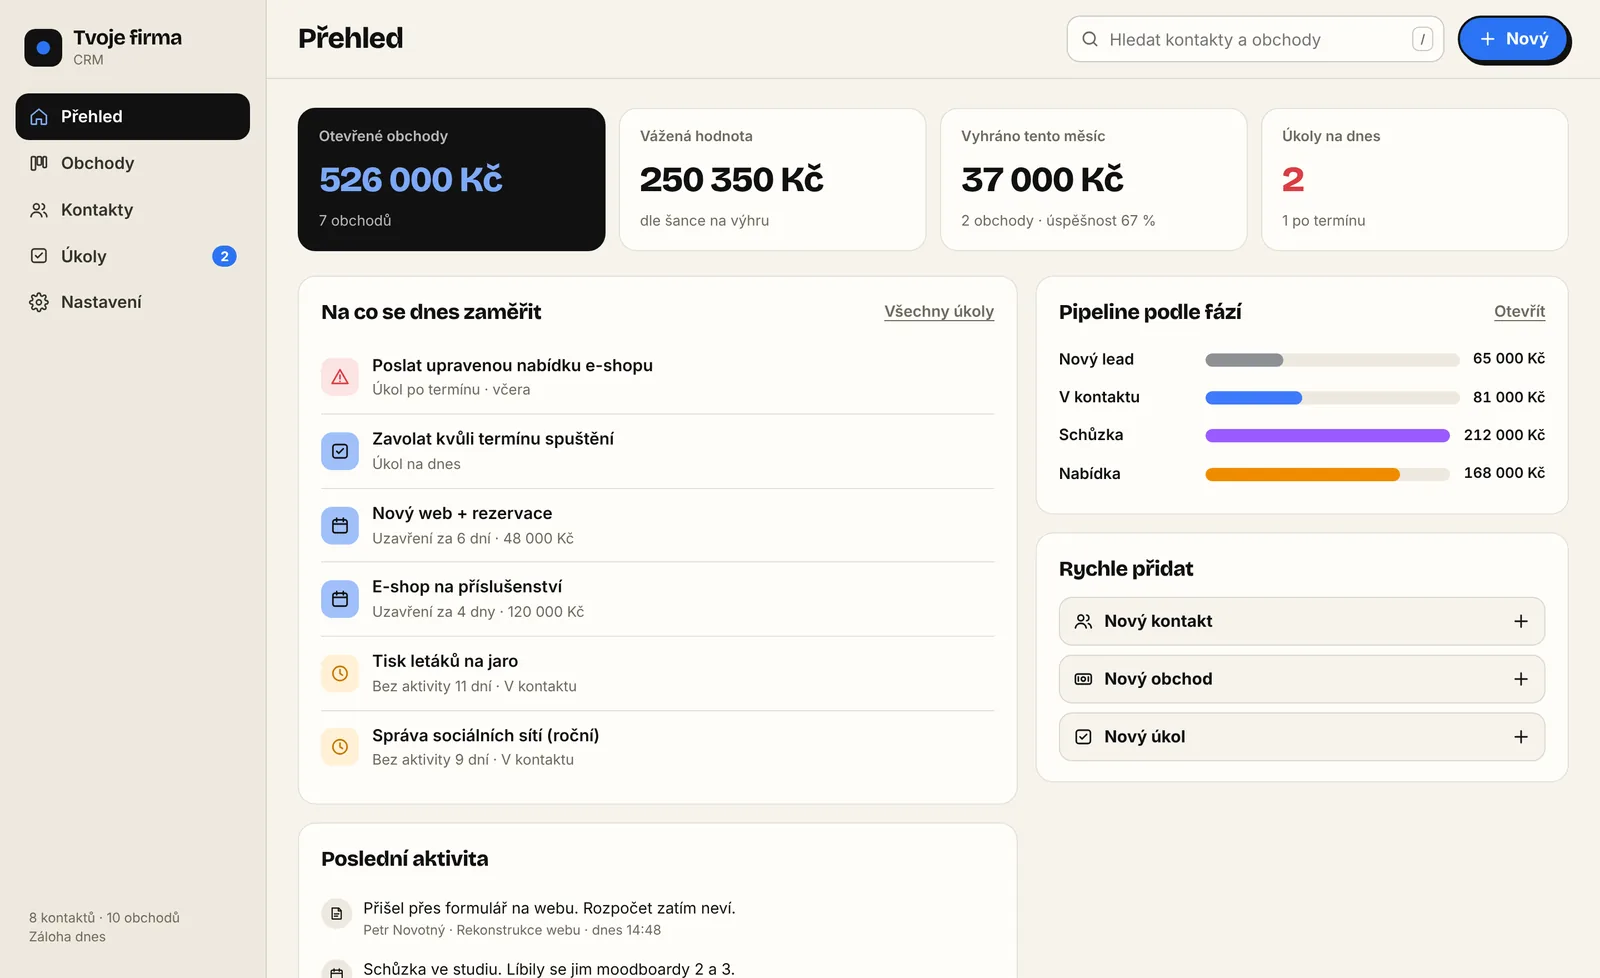 Tvoje firma
CRM
Přehled
Obchody
Kontakty
Úkoly
2
Nastavení
8 kontaktů · 10 obchodů
Záloha dnes
Přehled
Hledat kontakty a obchody
/
+ Nový
Otevřené obchody
526 000 Kč
7 obchodů
Vážená hodnota
250 350 Kč
dle šance na výhru
Vyhráno tento měsíc
37 000 Kč
2 obchody · úspěšnost 67 %
Úkoly na dnes
2
1 po termínu
Na co se dnes zaměřit
Všechny úkoly
Poslat upravenou nabídku e-shopu
Úkol po termínu · včera
Zavolat kvůli termínu spuštění
Úkol na dnes
Nový web + rezervace
Uzavření za 6 dní · 48 000 Kč
E-shop na příslušenství
Uzavření za 4 dny · 120 000 Kč
Tisk letáků na jaro
Bez aktivity 11 dní · V kontaktu
Správa sociálních sítí (roční)
Bez aktivity 9 dní · V kontaktu
Pipeline podle fází
Otevřít
Nový lead 65 000 Kč
V kontaktu 81 000 Kč
Schůzka 212 000 Kč
Nabídka 168 000 Kč
Rychle přidat
Nový kontakt +
Nový obchod +
Nový úkol +
Poslední aktivita
Přišel přes formulář na webu. Rozpočet zatím neví.
Petr Novotný · Rekonstrukce webu · dnes 14:48
Schůzka ve studiu. Líbily se jim moodboardy 2 a 3.